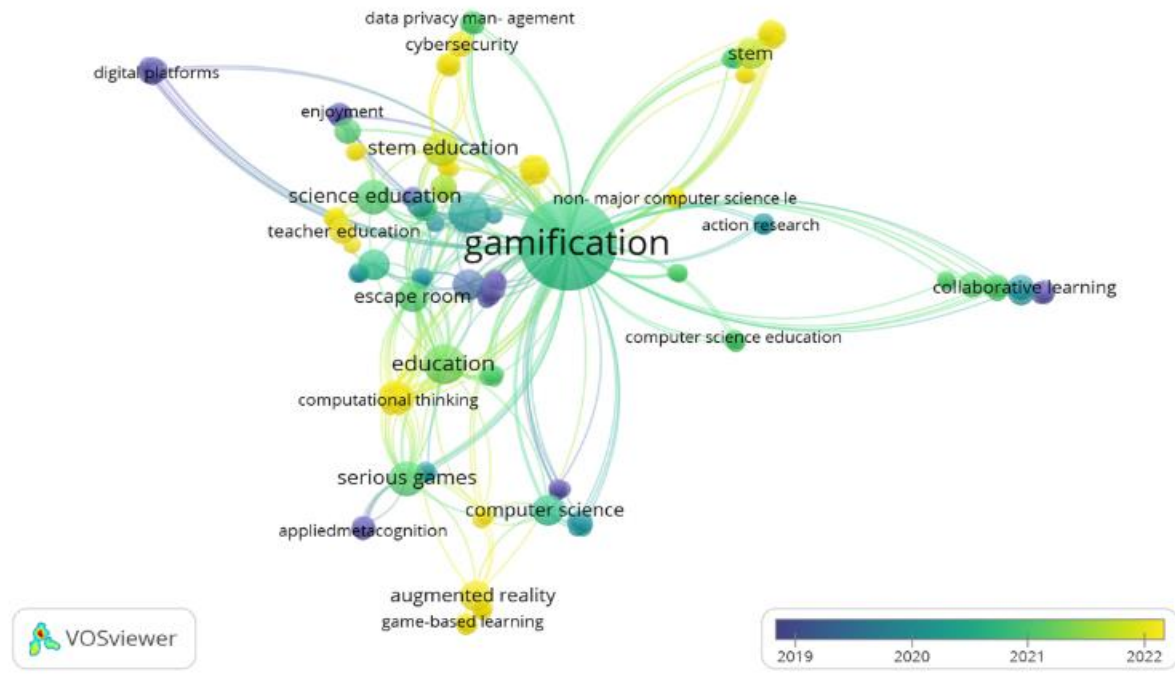 data privacy man- agement
cybersecurity
stem
digital platforms
enjoyment
stem education
science education
non- major computer science le
teacher education
action research
gamification
escape room
collaborative learning
computer science education
education
computational thinking
serious games
computer science
appliedmetacognition
augmented reality
game-based learning
VOSviewer
2019 2020 2021 2022